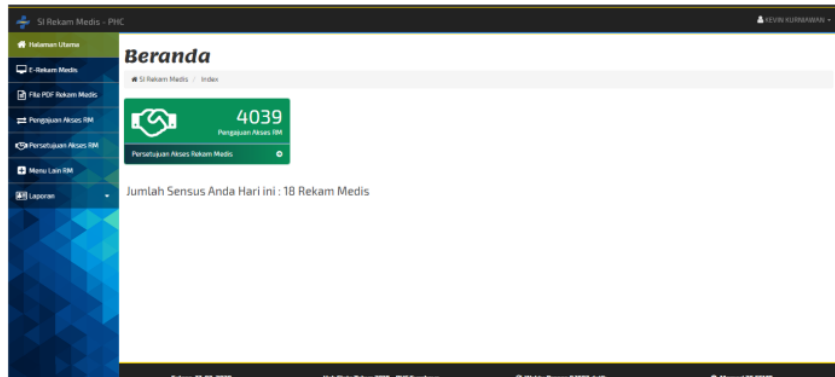 SI Rekam Medis - PHC
KEVIN KURNIAWAN
Halaman Utama
E-Rekam Medis
File PDF Rekam Medis
Pengajuan Akses RM
Persetujuan Akses RM
Menu Lain RM
Laporan
Beranda
SI Rekam Medis / Index
4039
Pengajuan Akses RM
Persetujuan Akses Rekam Medis
Jumlah Sensus Anda Hari ini : 18 Rekam Medis